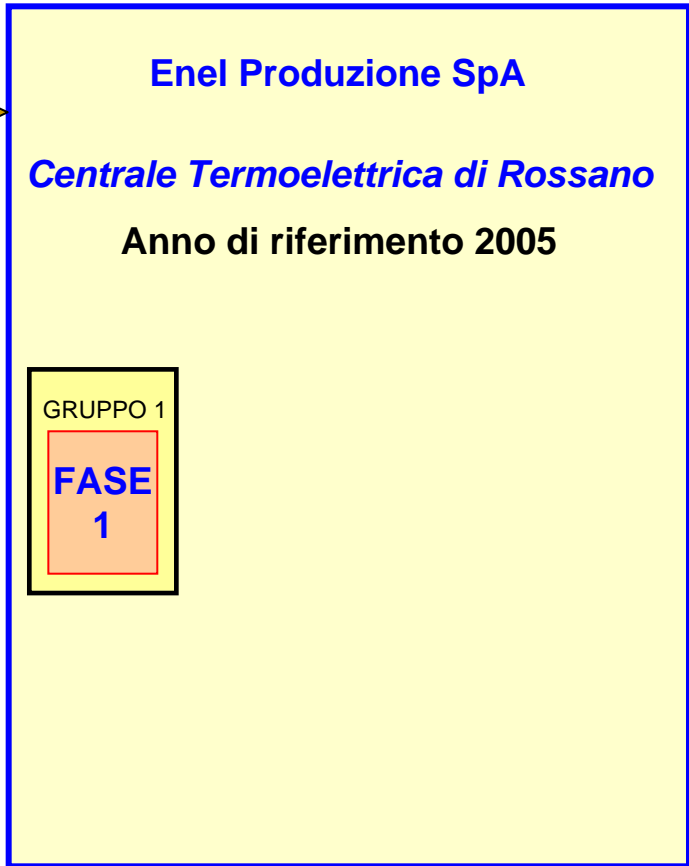 Enel Produzione SpA
Centrale Termoelettrica di Rossano
Anno di riferimento 2005
GRUPPO 1
FASE
1